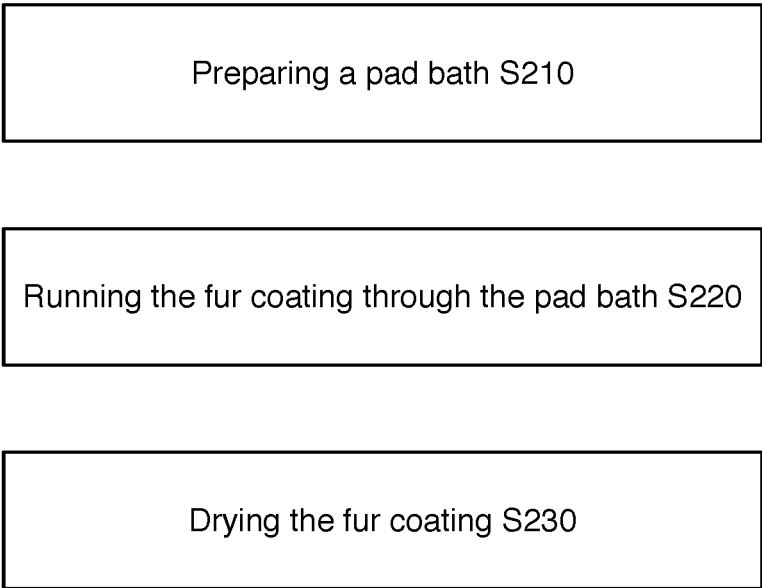 Preparing a pad bath S210
Running the fur coating through the pad bath S220
Drying the fur coating S230